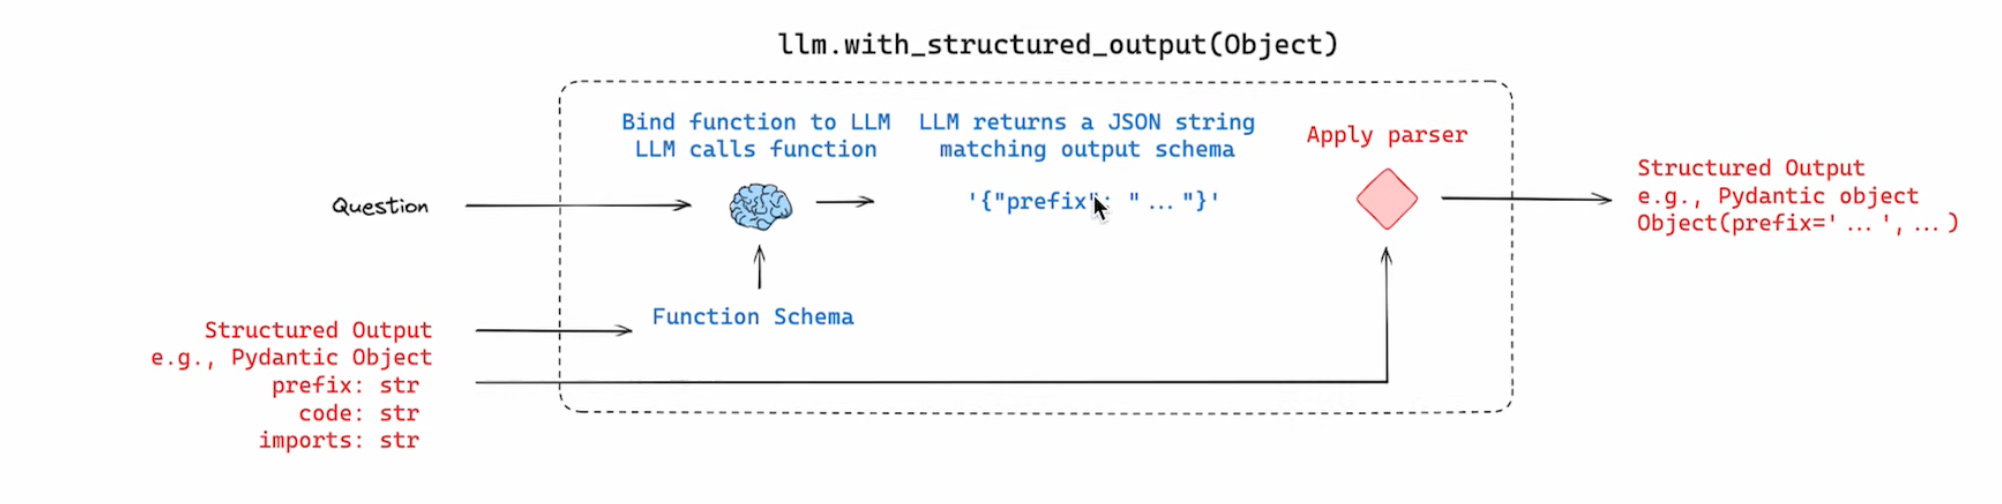 llm.with_structured_output(Object)
Bind function to LLM
LLM calls function
LLM returns a JSON string
matching output schema
Apply parser
Question
'{"prefix": "..."}'
Structured Output
e.g., Pydantic object
Object(prefix='...', ...)
Function Schema
Structured Output
e.g., Pydantic Object
prefix: str
code: str
imports: str